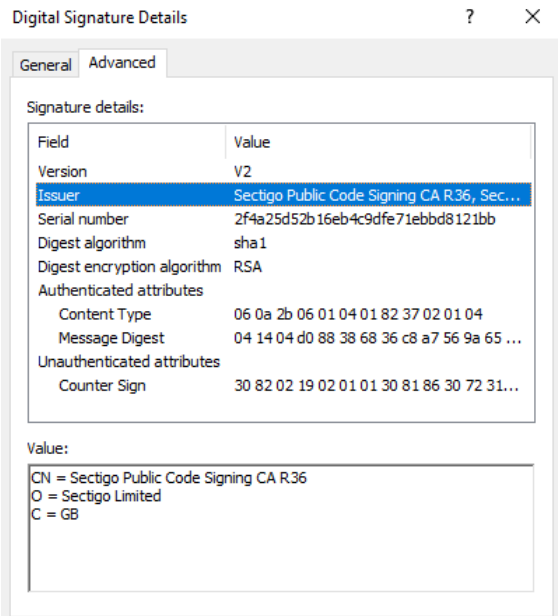 Digital Signature Details ? ×
General Advanced
Signature details:
Field Value
Version V2
Issuer Sectigo Public Code Signing CA R36, Sec...
Serial number 2f4a25d52b16eb4c9dfe71ebbd8121bb
Digest algorithm sha1
Digest encryption algorithm RSA
Authenticated attributes
Content Type 06 0a 2b 06 01 04 01 82 37 02 01 04
Message Digest 04 14 04 d0 88 38 68 36 c8 a7 56 9a 65 ...
Unauthenticated attributes
Counter Sign 30 82 02 19 02 01 01 30 81 86 30 72 31...
Value:
CN = Sectigo Public Code Signing CA R36
O = Sectigo Limited
C = GB